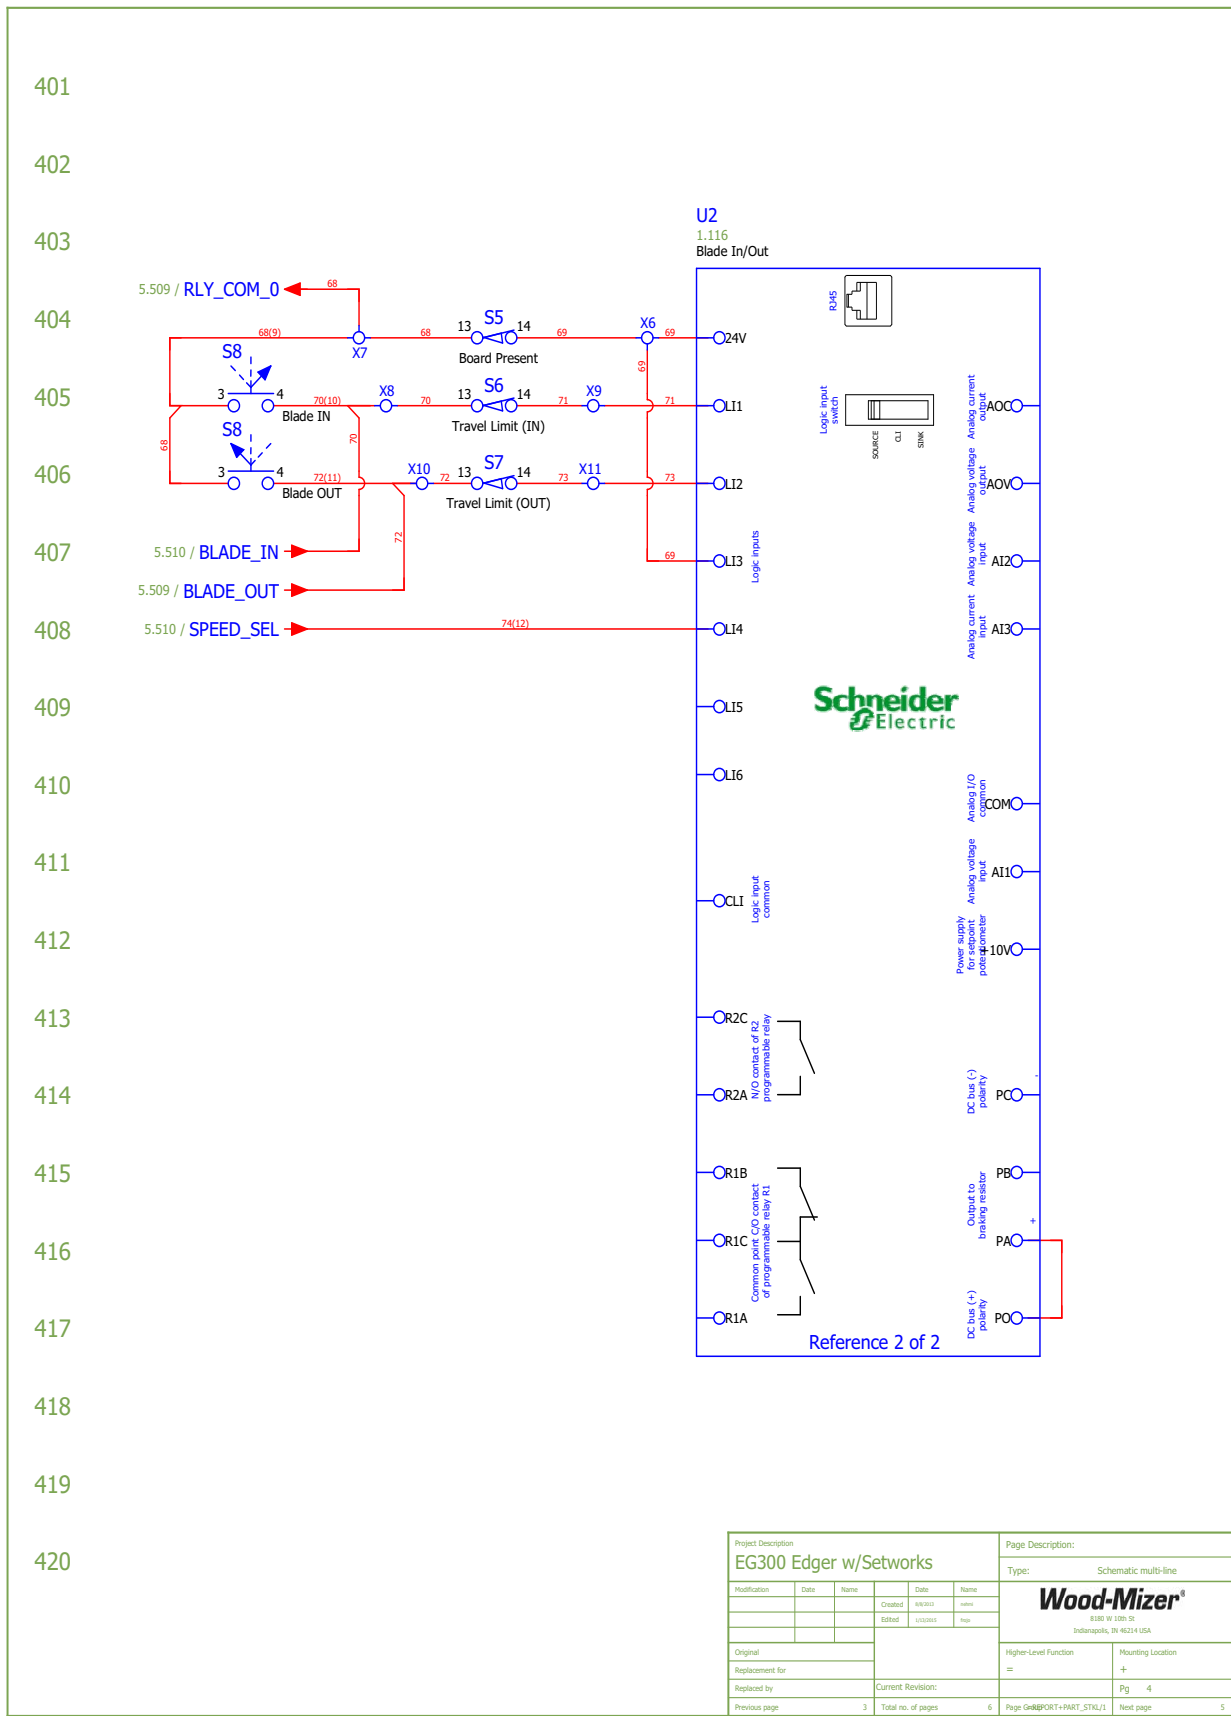 401
402
403
404
405
406
407
408
409
410
411
412
413
414
415
416
417
418
419
420
U2
1.116
Blade In/Out
5.509 / RLY_COM_0
68
68(9)
X7
68
13
S5
14
Board Present
69
X6
69
69
24V
RJ45
S8
3
4
Blade IN
70(10)
X8
70
70
13
S6
14
Travel Limit (IN)
71
X9
71
LI1
68
S8
3
4
Blade OUT
72(11)
X10
72
72
13
S7
14
Travel Limit (OUT)
73
X11
73
LI2
5.510 / BLADE_IN
5.509 / BLADE_OUT
5.510 / SPEED_SEL
74(12)
69
LI3
Logic inputs
LI4
LI5
LI6
CLI
Logic input
common
Logic input
switch
SOURCE
CLI
SINK
Schneider
Electric
Analog current
output
AOC
Analog voltage
output
AOV
Analog voltage
input
AI2
Analog current
input
AI3
Analog I/O
common
COM
Analog voltage
input
AI1
Power supply
for setpoint
potentiometer
+10V
R2C
N/O contact of R2
programmable relay
R2A
R1B
Common point C/O contact
of programmable relay R1
R1C
R1A
-
DC bus (-)
polarity
PC
PB
Output to
braking resistor
+
PA
DC bus (+)
polarity
PO
Reference 2 of 2
Project Description
EG300 Edger w/Setworks
Page Description:
Type:
Schematic multi-line
Modification
Date
Name
Date
Name
Created
Edited
Wood-Mizer®
8180 W 10th St
Indianapolis, IN 46214 USA
Original
Replacement for
Replaced by
Current Revision:
Higher-Level Function
=
Mounting Location
+
Pg 4
Previous page 3
Total no. of pages 6
Page
REPORT+PART_STKL/1
Next page 5